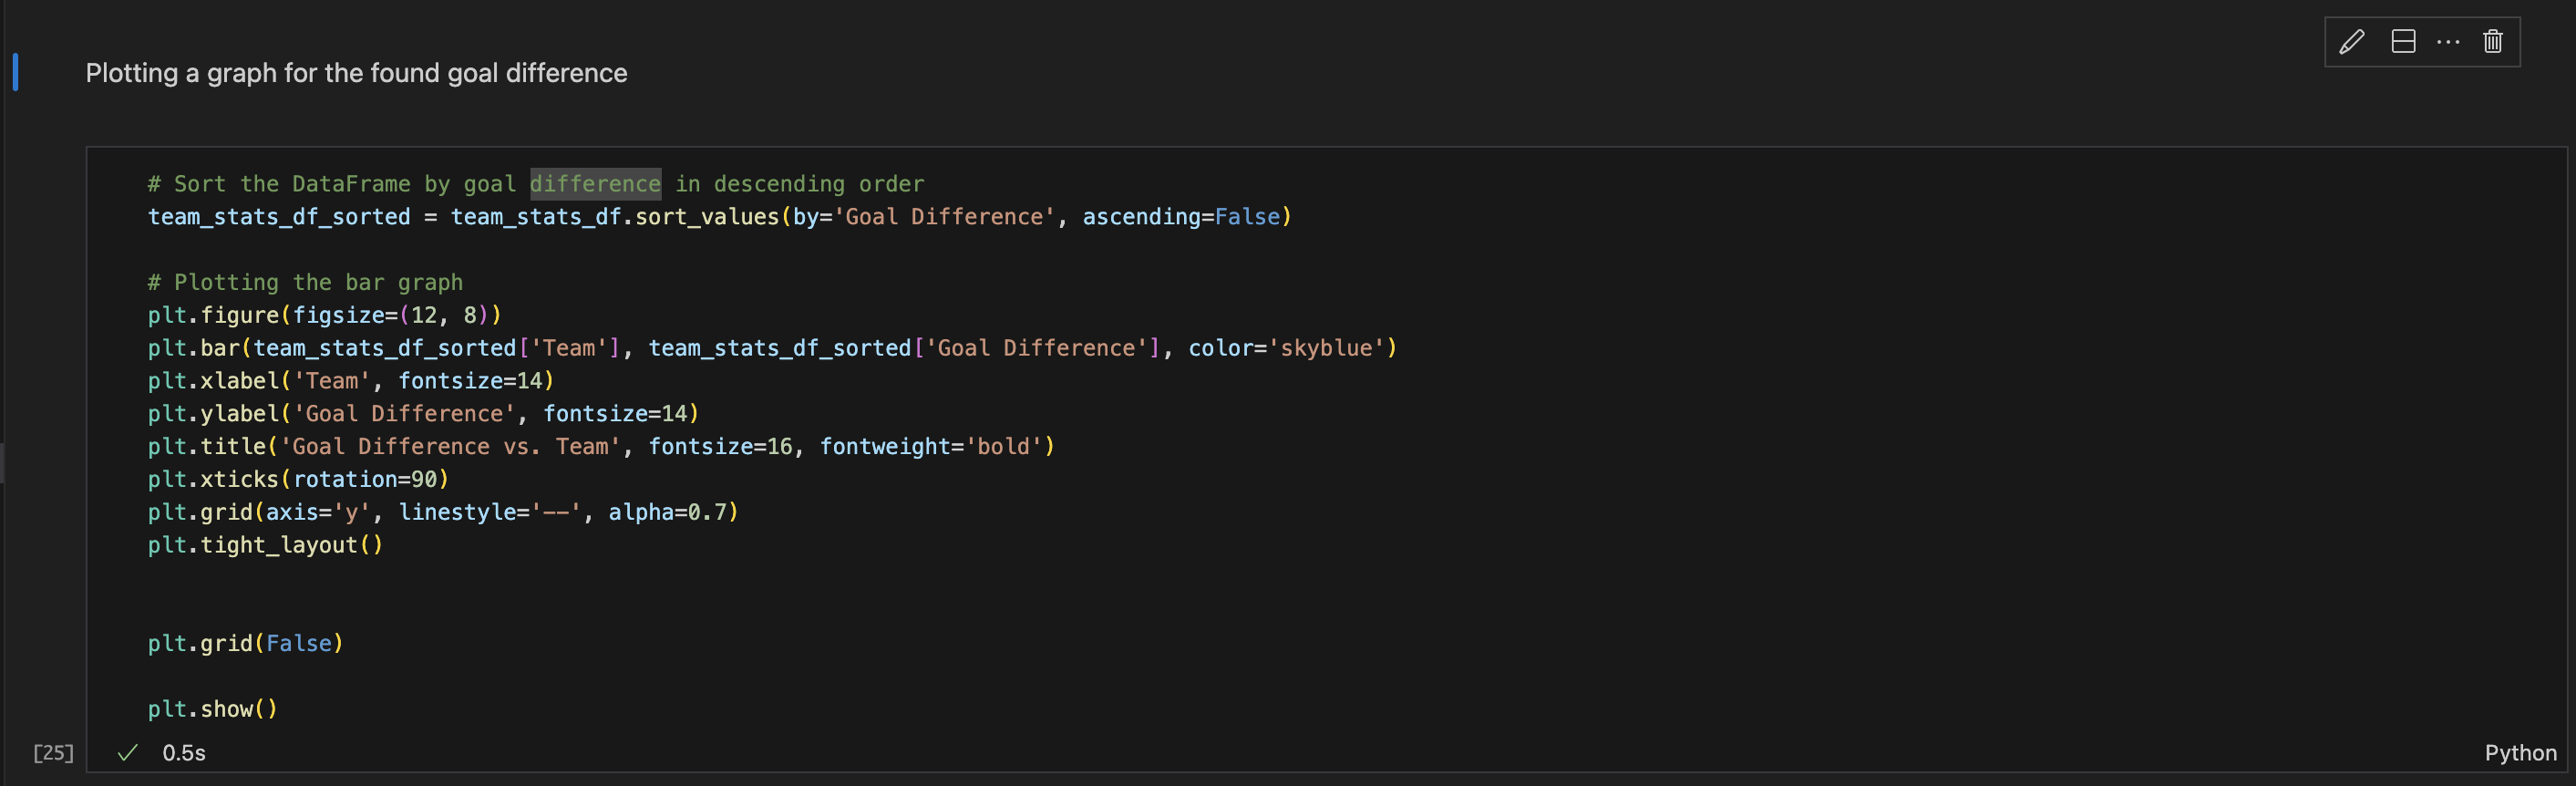 Plotting a graph for the found goal difference
# Sort the DataFrame by goal difference in descending order
team_stats_df_sorted = team_stats_df.sort_values(by='Goal Difference', ascending=False)
# Plotting the bar graph
plt.figure(figsize=(12, 8))
plt.bar(team_stats_df_sorted['Team'], team_stats_df_sorted['Goal Difference'], color='skyblue')
plt.xlabel('Team', fontsize=14)
plt.ylabel('Goal Difference', fontsize=14)
plt.title('Goal Difference vs. Team', fontsize=16, fontweight='bold')
plt.xticks(rotation=90)
plt.grid(axis='y', linestyle='--', alpha=0.7)
plt.tight_layout()
plt.grid(False)
plt.show()
[25] 0.5s Python